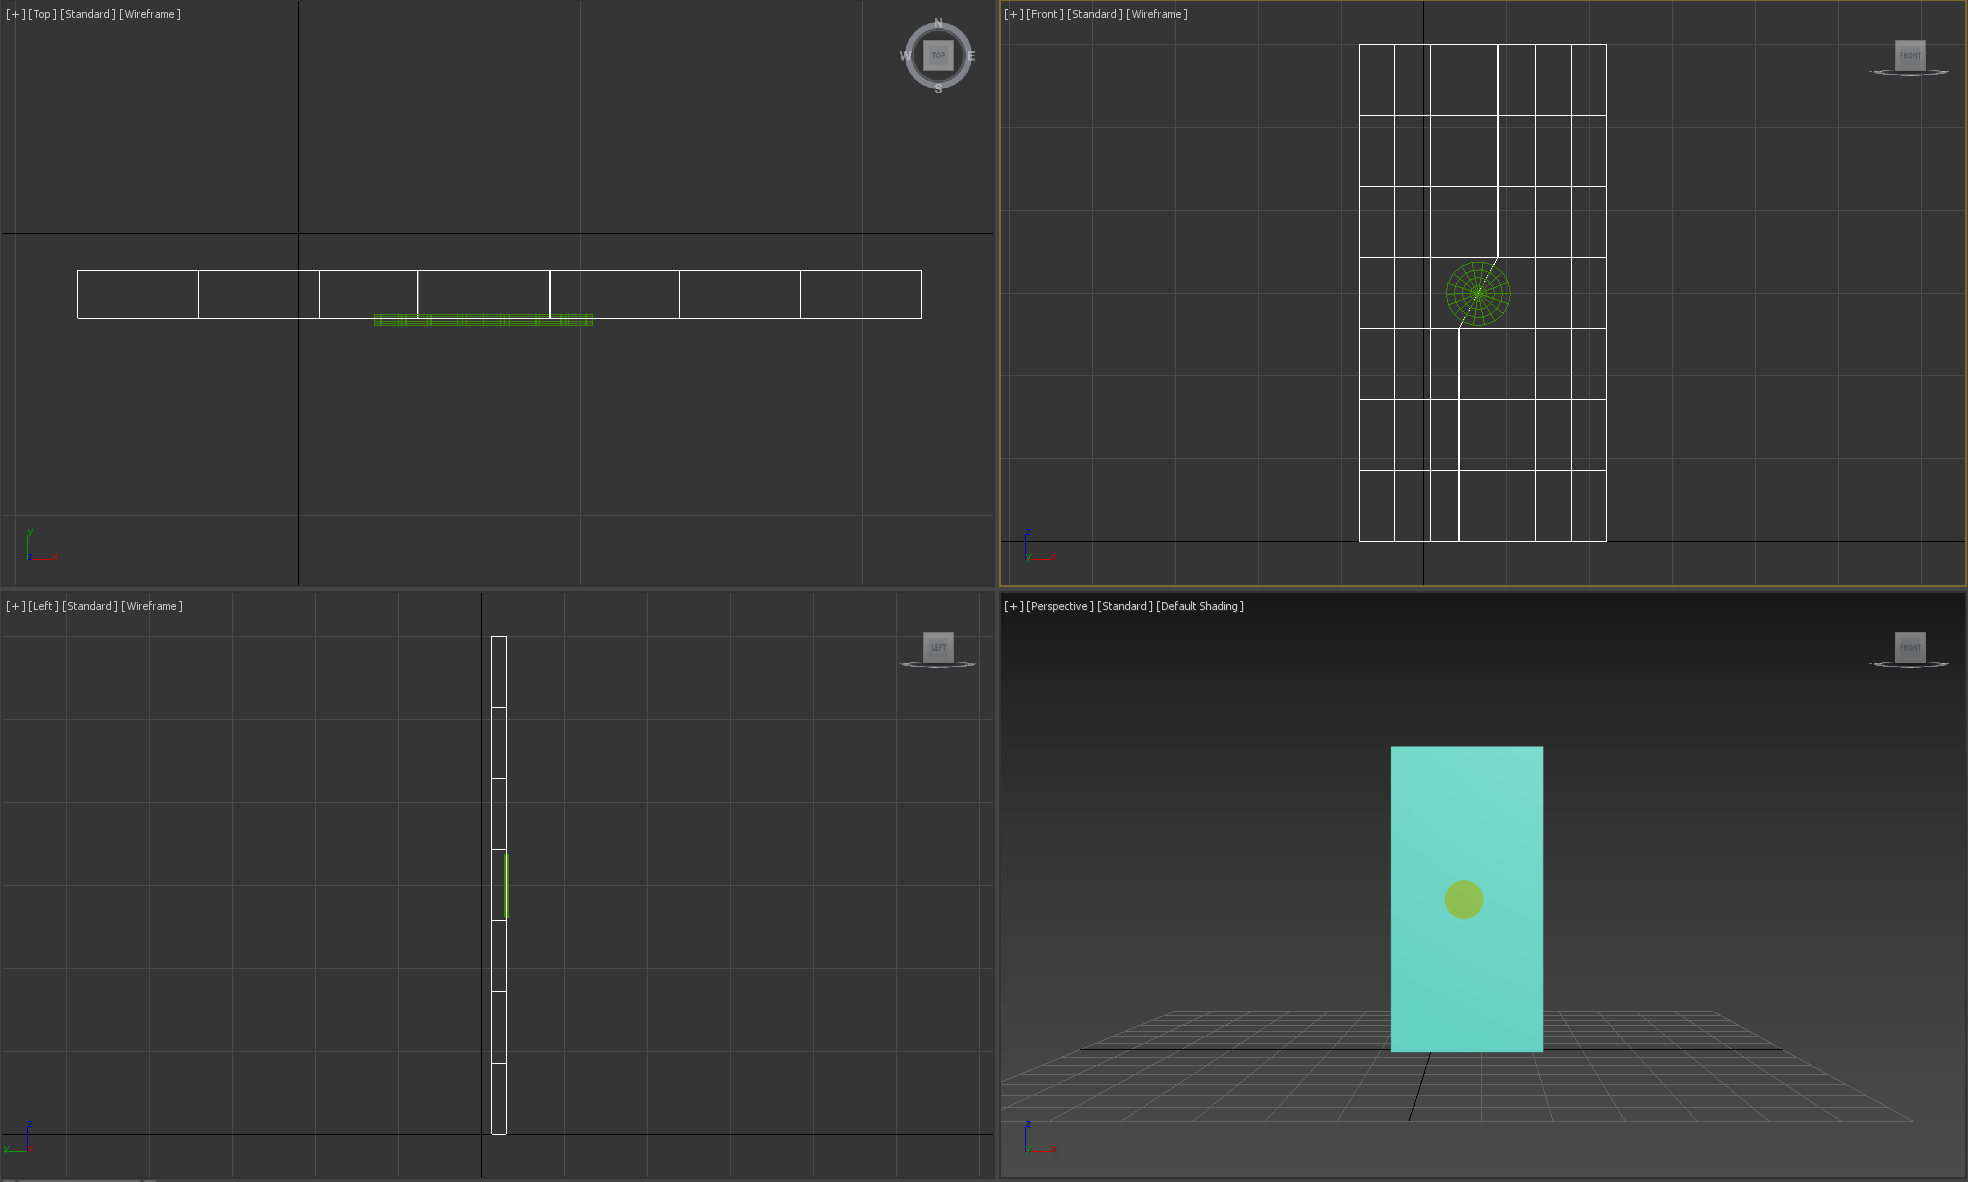 [+] [Top] [Standard] [Wireframe]
N
W TOP E
S
y
z x
[+] [Front] [Standard] [Wireframe]
FRONT
z
y x
[+] [Left] [Standard] [Wireframe]
LEFT
z
y x
[+] [Perspective] [Standard] [Default Shading]
FRONT
z
y x